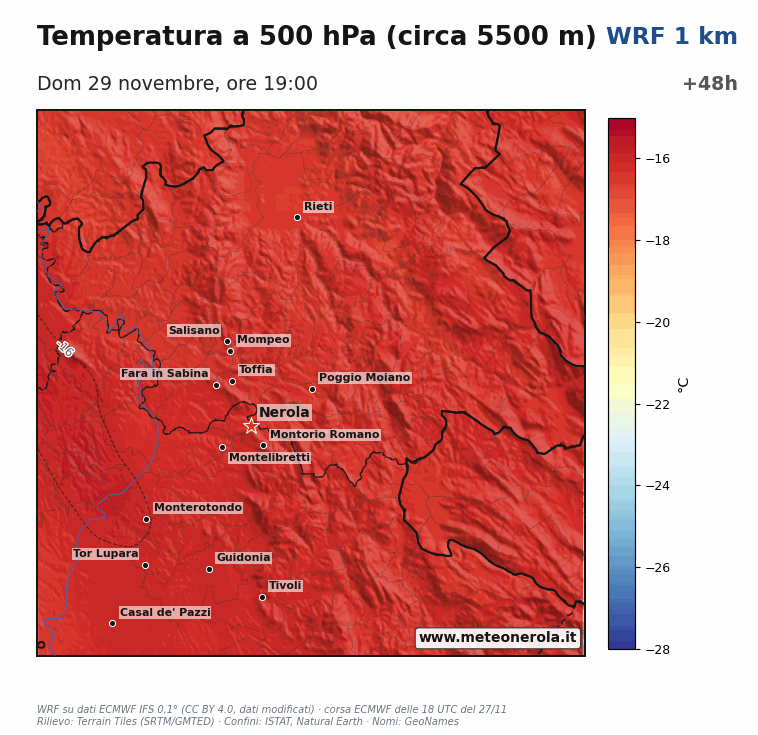 Temperatura a 500 hPa (circa 5500 m) WRF 1 km
Dom 29 novembre, ore 19:00 +48h
Rieti
Salisano
Mompeo
Fara in Sabina
Toffia
Poggio Moiano
Nerola
Montorio Romano
Montelibretti
Monterotondo
Tor Lupara
Guidonia
Tivoli
Casal de' Pazzi
-16
www.meteonerola.it
−16
−18
−20
−22
−24
−26
−28
°C
WRF su dati ECMWF IFS 0,1° (CC BY 4.0, dati modificati) · corsa ECMWF delle 18 UTC del 27/11
Rilievo: Terrain Tiles (SRTM/GMTED) · Confini: ISTAT, Natural Earth · Nomi: GeoNames